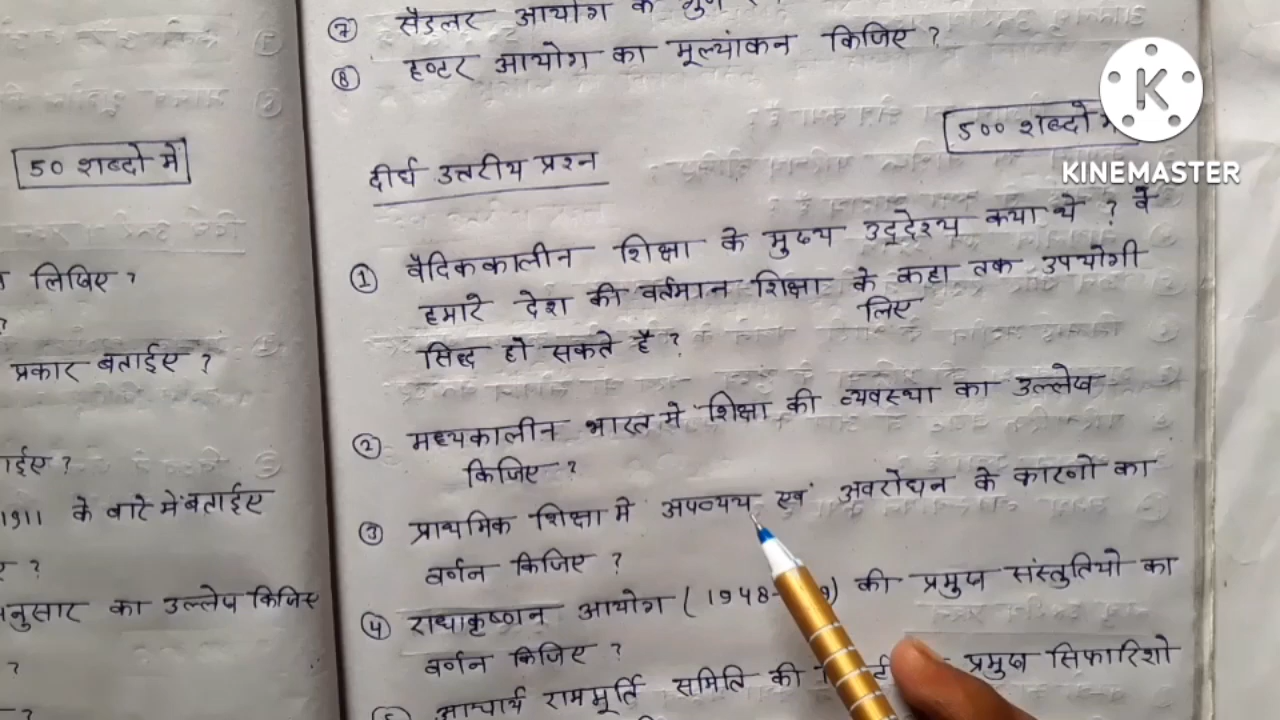 50 शब्दो मे
लिखिए ?
?
प्रकार बताईए ?
ाईए ?
1911 के बारे में बताईए
?
नुसार का उल्लेख किजिए
?
?
⑦ सैडलर आयोग के
⑧ हण्टर आयोग का मूल्यांकन किजिए ?
500 शब्दो मे
दीर्घ उत्तरीय प्रश्न
① वैदिककालीन शिक्षा के मुख्य उद्देश्य क्या थे ? वे
हमारे देश की वर्तमान शिक्षा के कहा तक उपयोगी
लिए
सिद्ध हो सकते है ?
② मध्यकालीन भारत मे शिक्षा की व्यवस्था का उल्लेख
किजिए ?
③ प्राथमिक शिक्षा मे अपव्यय एवं अवरोधन के कारणो का
वर्णन किजिए ?
④ राधाकृष्णन आयोग (1948- 9) की प्रमुख संस्तुतियो का
वर्णन किजिए ?
आचार्य राममूर्ति समिति की प्रमुख सिफारिशो
K
KINEMASTER